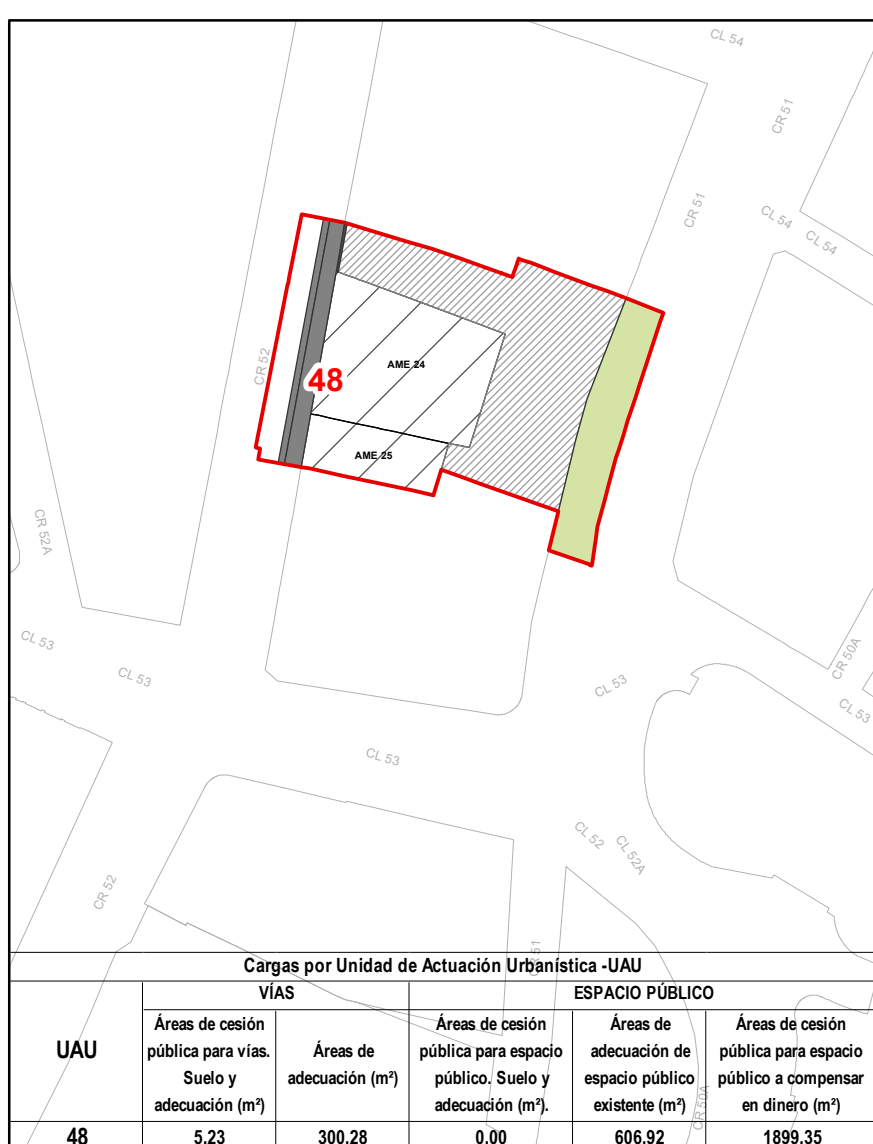 CL 54
CR 51
CR 51
CL 54
CL 54
CR 52
AME 24
48
AME 25
CR 52A
CL 53
CL 53
CL 53
CR 50A
CL 53
CL 53
CL 52
CL 52A
CR 52
CR 51
Cargas por Unidad de Actuación Urbanística -UAU
VÍAS
ESPACIO PÚBLICO
UAU
Áreas de cesión
pública para vías.
Suelo y
adecuación (m²)
Áreas de
adecuación (m²)
Áreas de cesión
pública para espacio
público. Suelo y
adecuación (m²).
Áreas de
adecuación de
espacio público
existente (m²)
Áreas de cesión
pública para espacio
público a compensar
en dinero (m²)
CR 50A
48 5.23 300.28 0.00 606.92 1899.35